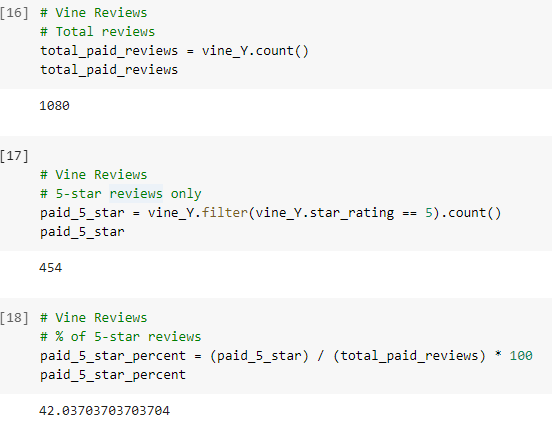 [16] # Vine Reviews
# Total reviews
total_paid_reviews = vine_Y.count()
total_paid_reviews
1080
[17]
# Vine Reviews
# 5-star reviews only
paid_5_star = vine_Y.filter(vine_Y.star_rating == 5).count()
paid_5_star
454
[18] # Vine Reviews
# % of 5-star reviews
paid_5_star_percent = (paid_5_star) / (total_paid_reviews) * 100
paid_5_star_percent
42.03703703703704